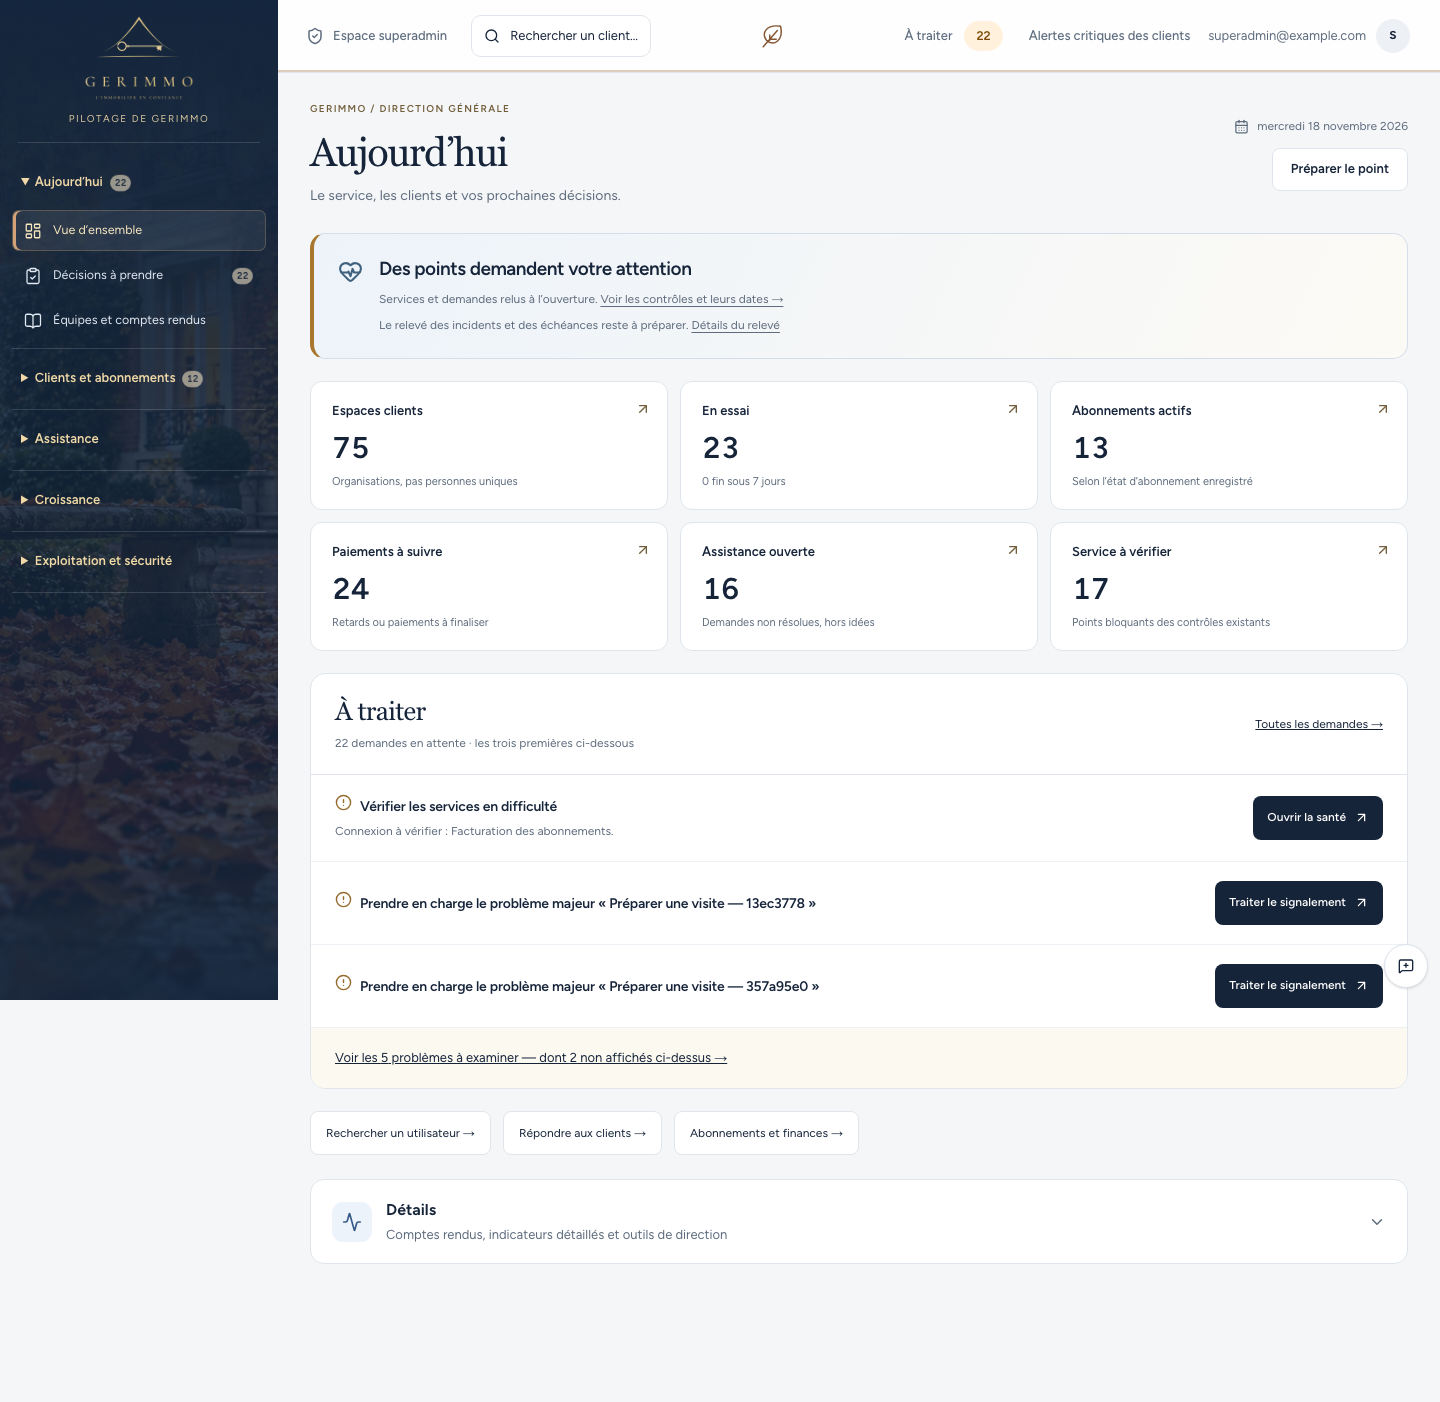 GERIMMO
L'IMMOBILIER EN CONFIANCE
PILOTAGE DE GERIMMO
Aujourd'hui 22
Vue d'ensemble
Décisions à prendre 22
Équipes et comptes rendus
Clients et abonnements 12
Assistance
Croissance
Exploitation et sécurité
Espace superadmin
Rechercher un client...
À traiter 22
Alertes critiques des clients
superadmin@example.com
S
GERIMMO / DIRECTION GÉNÉRALE
Aujourd'hui
Le service, les clients et vos prochaines décisions.
mercredi 18 novembre 2026
Préparer le point
Des points demandent votre attention
Services et demandes relus à l'ouverture. Voir les contrôles et leurs dates →
Le relevé des incidents et des échéances reste à préparer. Détails du relevé
Espaces clients
75
Organisations, pas personnes uniques
En essai
23
0 fin sous 7 jours
Abonnements actifs
13
Selon l'état d'abonnement enregistré
Paiements à suivre
24
Retards ou paiements à finaliser
Assistance ouverte
16
Demandes non résolues, hors idées
Service à vérifier
17
Points bloquants des contrôles existants
À traiter
22 demandes en attente · les trois premières ci-dessous
Toutes les demandes →
Vérifier les services en difficulté
Connexion à vérifier : Facturation des abonnements.
Ouvrir la santé
Prendre en charge le problème majeur « Préparer une visite — 13ec3778 »
Traiter le signalement
Prendre en charge le problème majeur « Préparer une visite — 357a95e0 »
Traiter le signalement
Voir les 5 problèmes à examiner — dont 2 non affichés ci-dessus →
Rechercher un utilisateur →
Répondre aux clients →
Abonnements et finances →
Détails
Comptes rendus, indicateurs détaillés et outils de direction